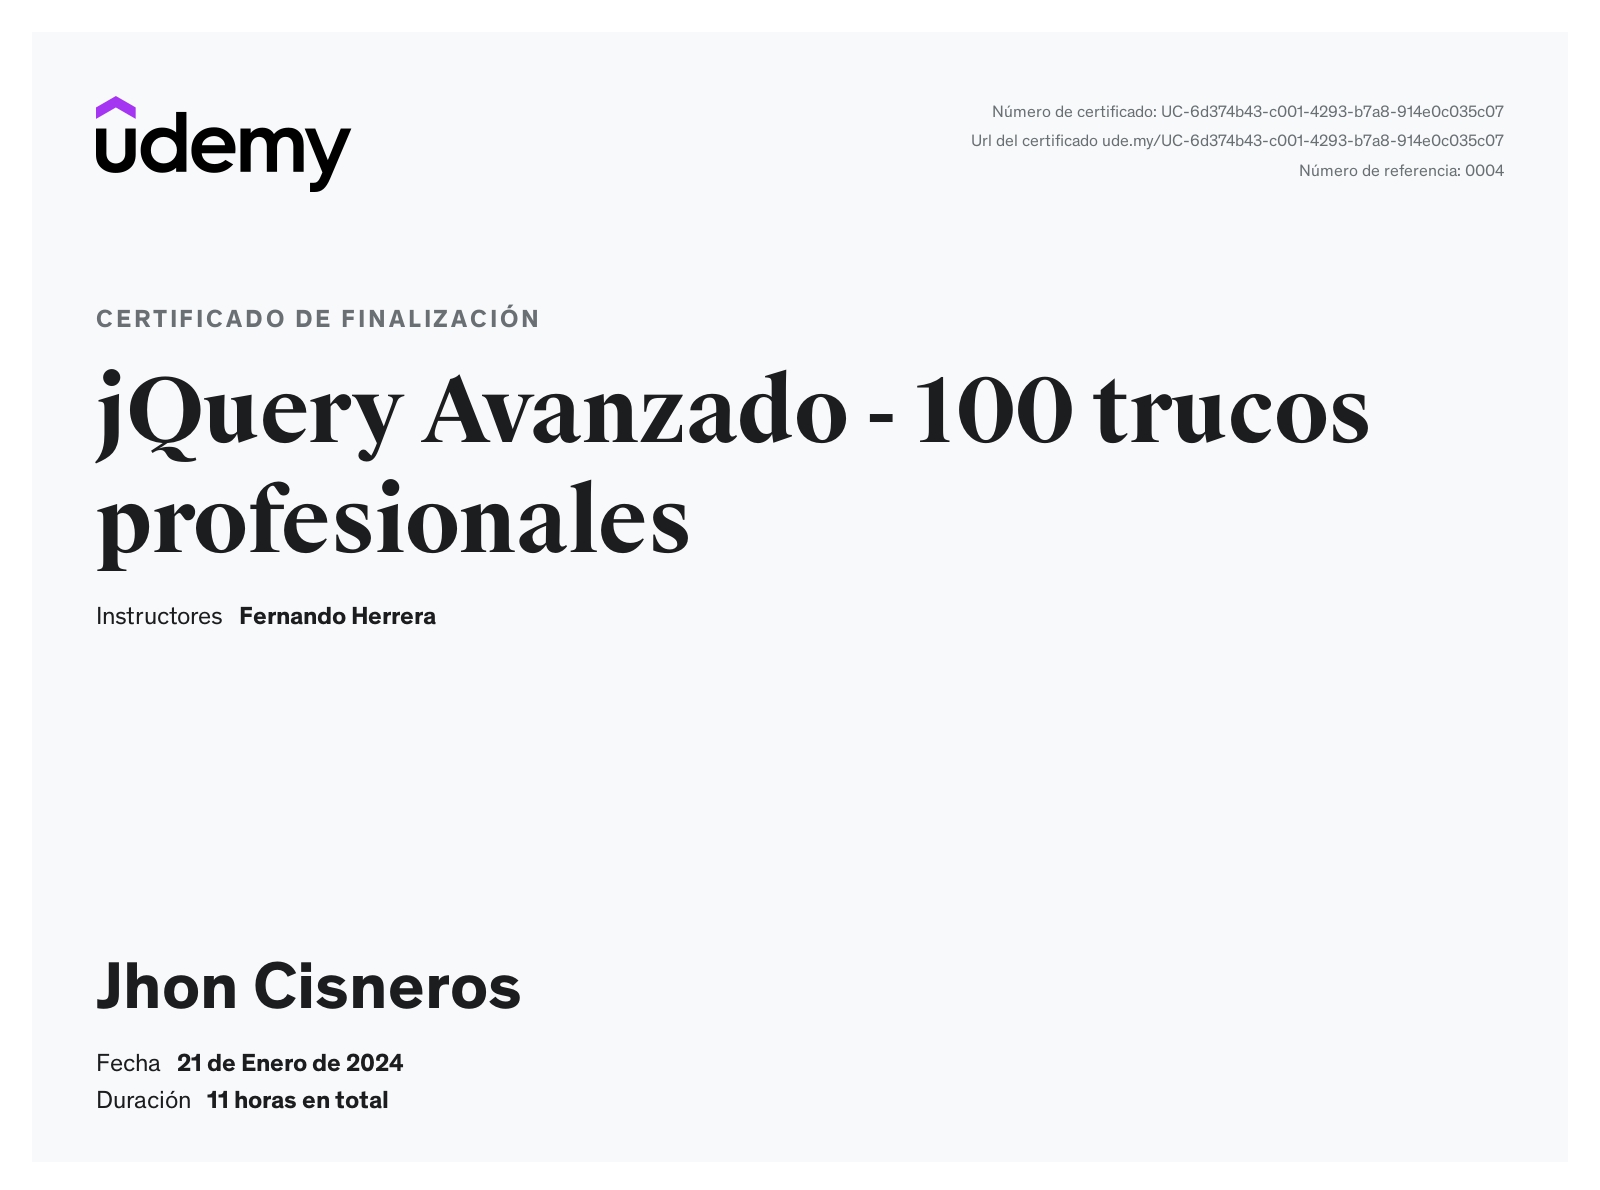 udemy
Número de certificado: UC-6d374b43-c001-4293-b7a8-914e0c035c07
Url del certificado ude.my/UC-6d374b43-c001-4293-b7a8-914e0c035c07
Número de referencia: 0004
CERTIFICADO DE FINALIZACIÓN
jQuery Avanzado - 100 trucos
profesionales
Instructores Fernando Herrera
Jhon Cisneros
Fecha 21 de Enero de 2024
Duración 11 horas en total